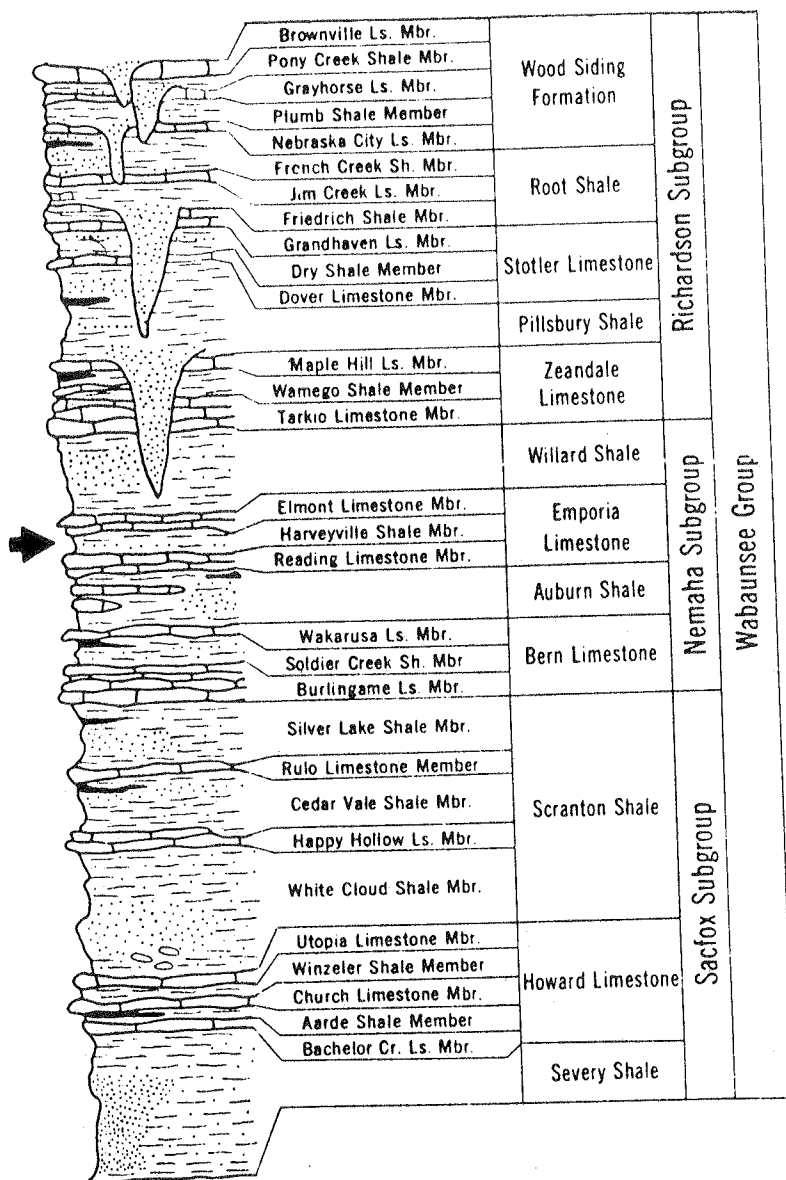 Brownville Ls. Mbr.
Pony Creek Shale Mbr.
Grayhorse Ls. Mbr.
Plumb Shale Member
Nebraska City Ls. Mbr.
French Creek Sh. Mbr.
Jim Creek Ls. Mbr.
Friedrich Shale Mbr.
Grandhaven Ls. Mbr.
Dry Shale Member
Dover Limestone Mbr.
Maple Hill Ls. Mbr.
Wamego Shale Member
Tarkio Limestone Mbr.
Elmont Limestone Mbr.
Harveyville Shale Mbr.
Reading Limestone Mbr.
Wakarusa Ls. Mbr.
Soldier Creek Sh. Mbr
Burlingame Ls. Mbr.
Silver Lake Shale Mbr.
Rulo Limestone Member
Cedar Vale Shale Mbr.
Happy Hollow Ls. Mbr.
White Cloud Shale Mbr.
Utopia Limestone Mbr.
Winzeler Shale Member
Church Limestone Mbr.
Aarde Shale Member
Bachelor Cr. Ls. Mbr.
Wood Siding
Formation
Root Shale
Stotler Limestone
Pillsbury Shale
Zeandale
Limestone
Willard Shale
Emporia
Limestone
Auburn Shale
Bern Limestone
Scranton Shale
Howard Limestone
Severy Shale
Richardson Subgroup
Nemaha Subgroup
Sacfox Subgroup
Wabaunsee Group